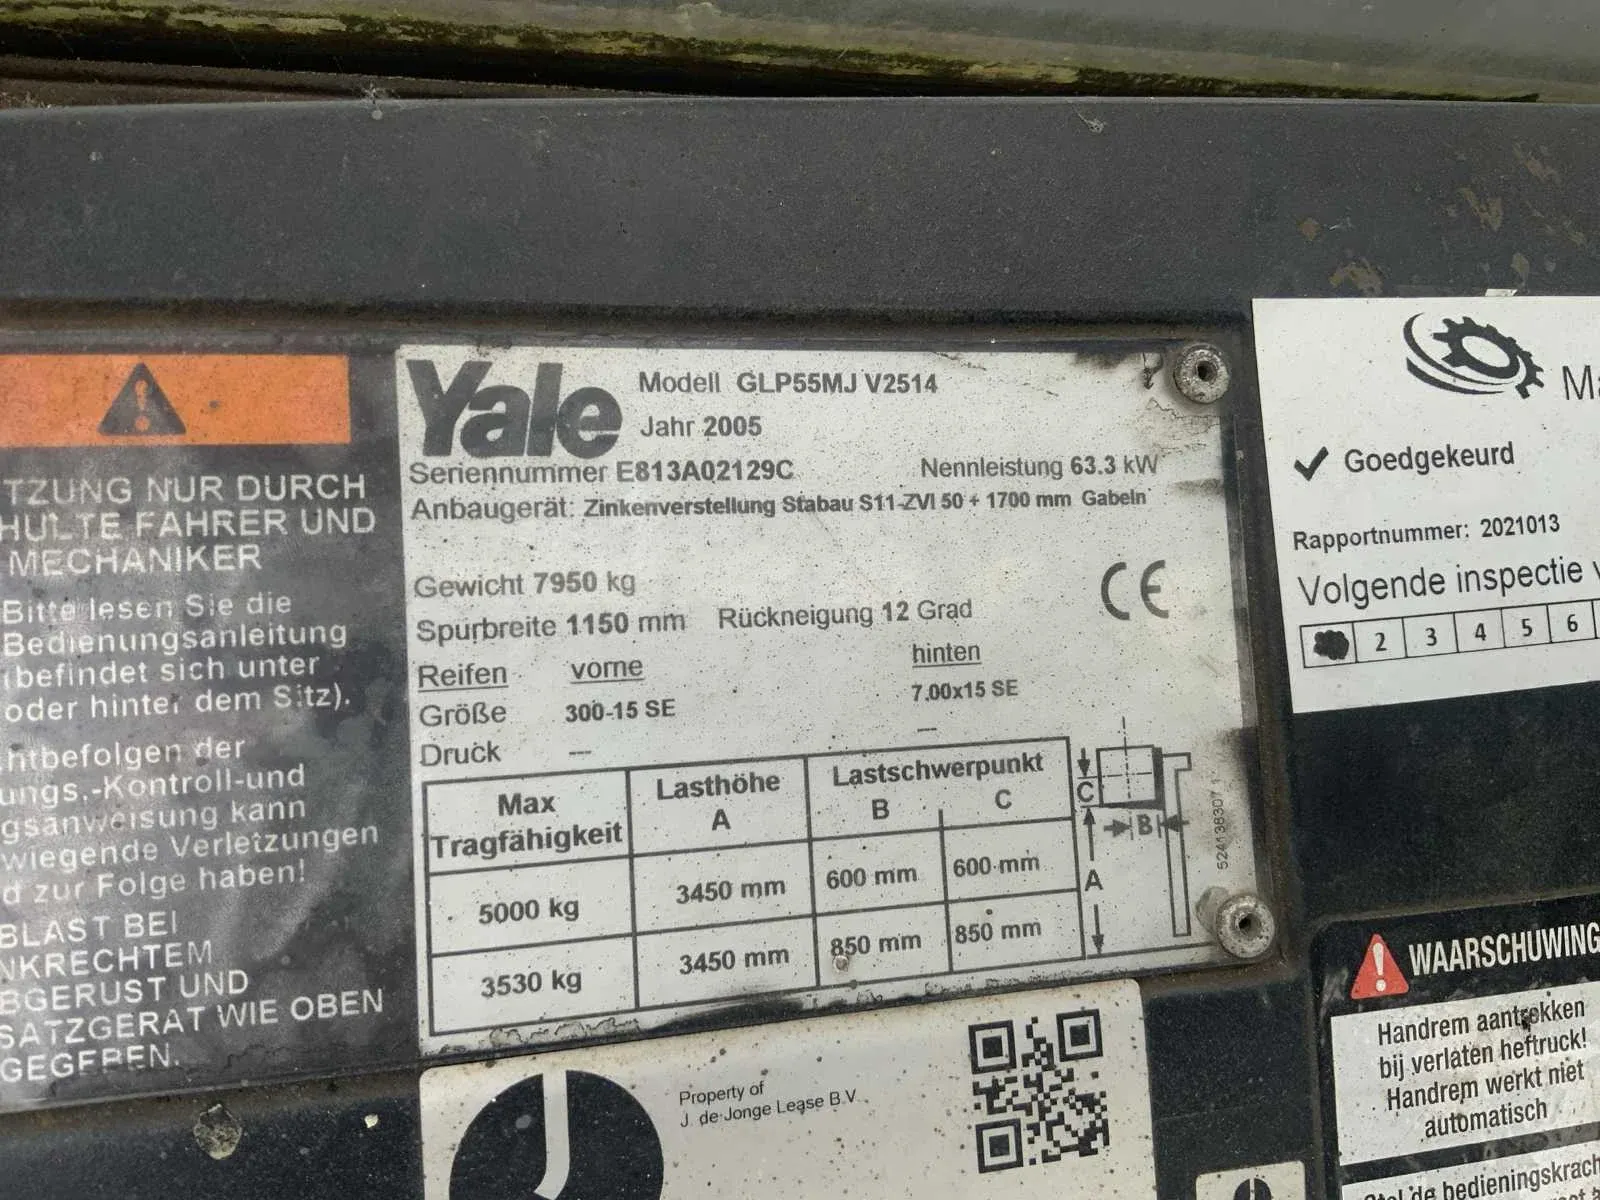 TZUNG NUR DURCH
HULTE FAHRER UND
MECHANIKER
Bitte lesen Sie die
Bedienungsanleitung
(befindet sich unter
oder hinter dem Sitz).
htbefolgen der
ungs.-Kontroll-und
gsanweisung kann
wiegende Verletzungen
d zur Folge haben!
BLAST BEI
NKRECHTEM
BGERUST UND
SATZGERAT WIE OBEN
GEGEBEN.
Yale
Modell GLP55MJ V2514
Jahr 2005
Seriennummer E813A02129C Nennleistung 63.3 kW
Anbaugerät: Zinkenverstellung Stabau S11-ZVI 50 + 1700 mm Gabeln
Gewicht 7950 kg
CE
Spurbreite 1150 mm Rückneigung 12 Grad
Reifen vorne hinten
Größe 300-15 SE 7.00x15 SE
Druck --- ---
Max Tragfähigkeit Lasthöhe A Lastschwerpunkt B C
5000 kg 3450 mm 600 mm 600 mm
3530 kg 3450 mm 850 mm 850 mm
C
B
A
524138307 1
Property of
J. de Jonge Lease B.V.
Ma
✓ Goedgekeurd
Rapportnummer: 2021013
Volgende inspectie v
2 3 4 5 6
WAARSCHUWING
Handrem aantrekken
bij verlaten heftruck!
Handrem werkt niet
automatisch
de bedieningskrach